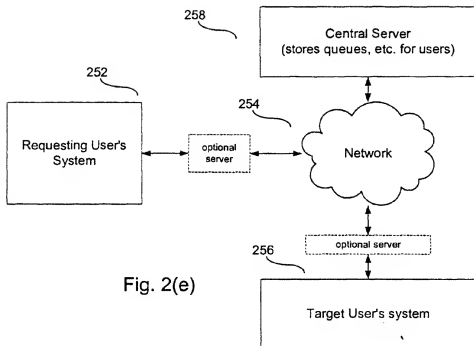 258
Central Server
(stores queues, etc. for users)
252
254
Requesting User's
System
optional
server
Network
optional server
256
Fig. 2(e)
Target User's system